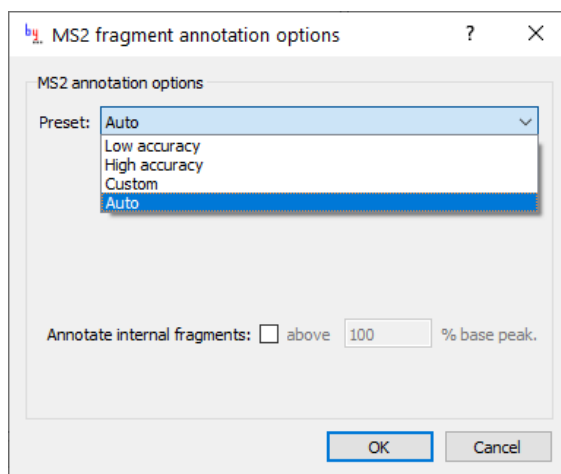 by. MS2 fragment annotation options ?
MS2 annotation options
Preset: Auto
Low accuracy
High accuracy
Custom
Auto
Annotate internal fragments: above 100 % base peak.
OK Cancel